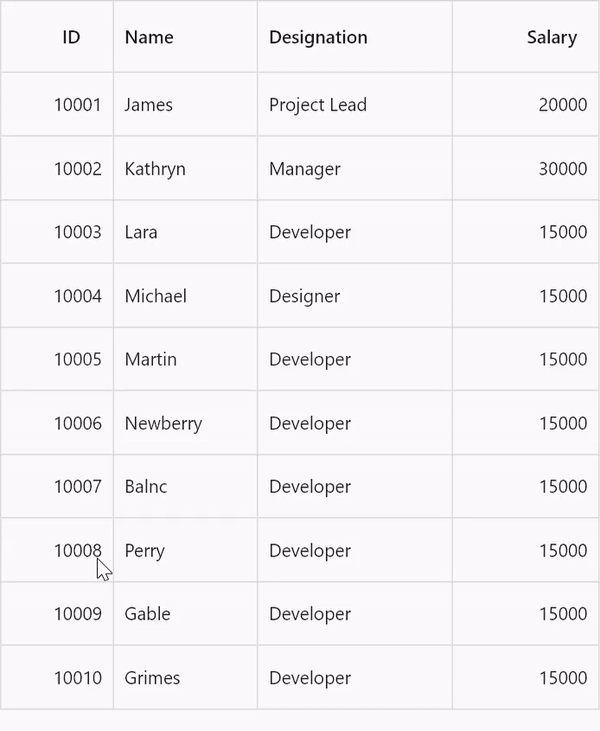 ID Name Designation Salary
10001 James Project Lead 20000
10002 Kathryn Manager 30000
10003 Lara Developer 15000
10004 Michael Designer 15000
10005 Martin Developer 15000
10006 Newberry Developer 15000
10007 Balnc Developer 15000
10008 Perry Developer 15000
10009 Gable Developer 15000
10010 Grimes Developer 15000